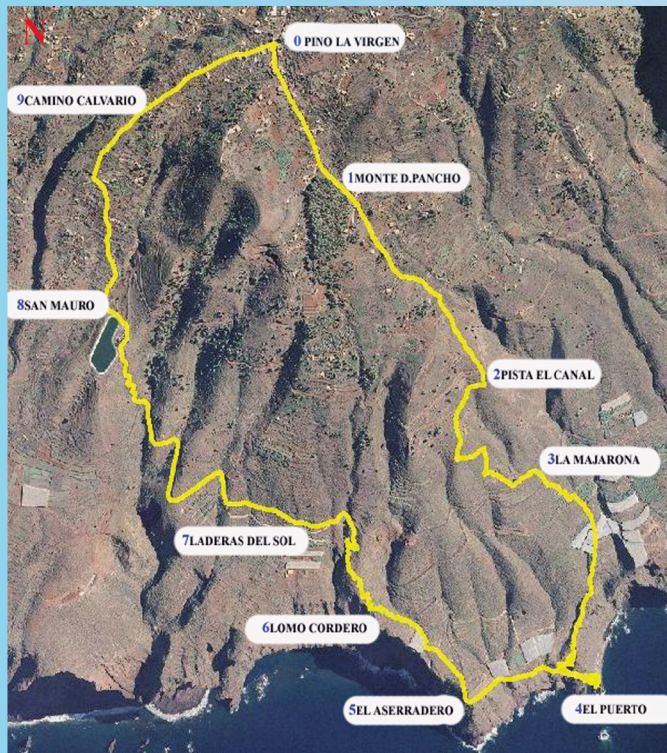 N
0 PINO LA VIRGEN
9CAMINO CALVARIO
1MONTE D.PANCHO
8SAN MAURO
2PISTA EL CANAL
3LA MAJARONA
7LADERAS DEL SOL
6LOMO CORDERO
5EL ASERRADERO
4EL PUERTO